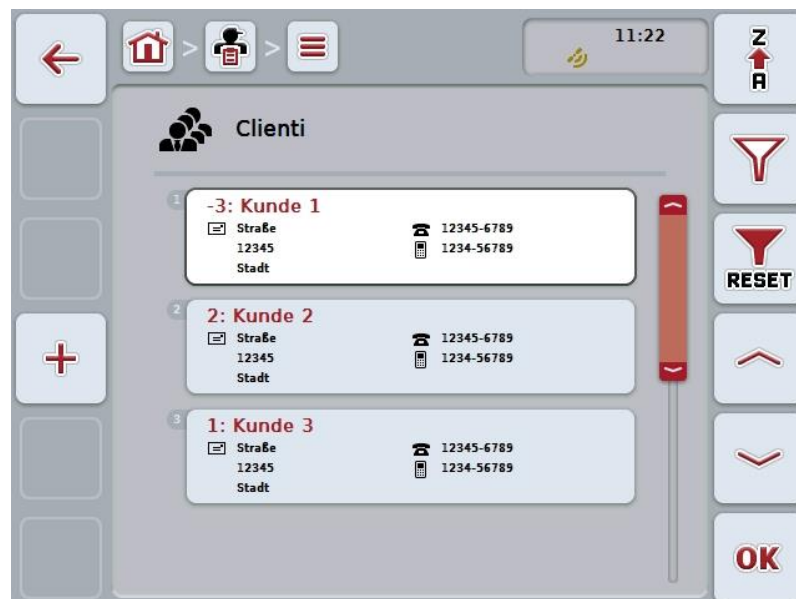 11:22
Z
A
Clienti
1
-3: Kunde 1
Straße 12345-6789
12345 1234-56789
Stadt
RESET
2
2: Kunde 2
Straße 12345-6789
12345 1234-56789
Stadt
3
1: Kunde 3
Straße 12345-6789
12345 1234-56789
Stadt
OK